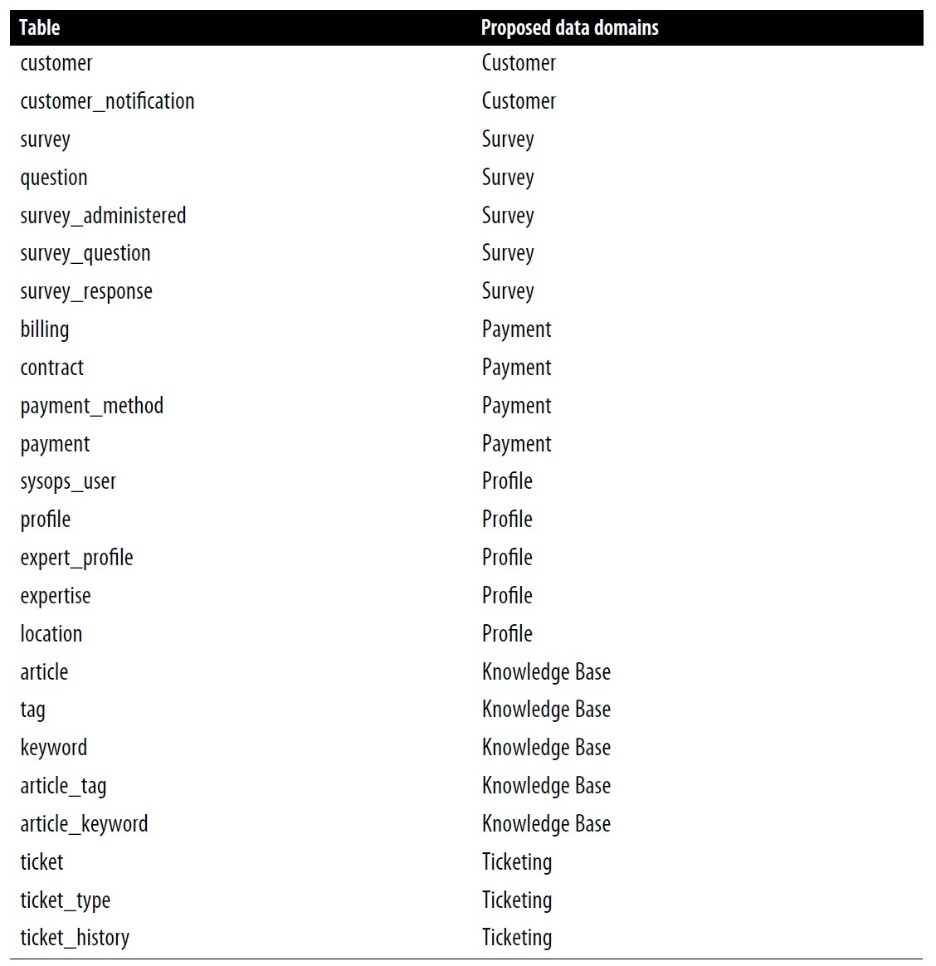 Table Proposed data domains
customer Customer
customer_notification Customer
survey Survey
question Survey
survey_administered Survey
survey_question Survey
survey_response Survey
billing Payment
contract Payment
payment_method Payment
payment Payment
sysops_user Profile
profile Profile
expert_profile Profile
expertise Profile
location Profile
article Knowledge Base
tag Knowledge Base
keyword Knowledge Base
article_tag Knowledge Base
article_keyword Knowledge Base
ticket Ticketing
ticket_type Ticketing
ticket_history Ticketing